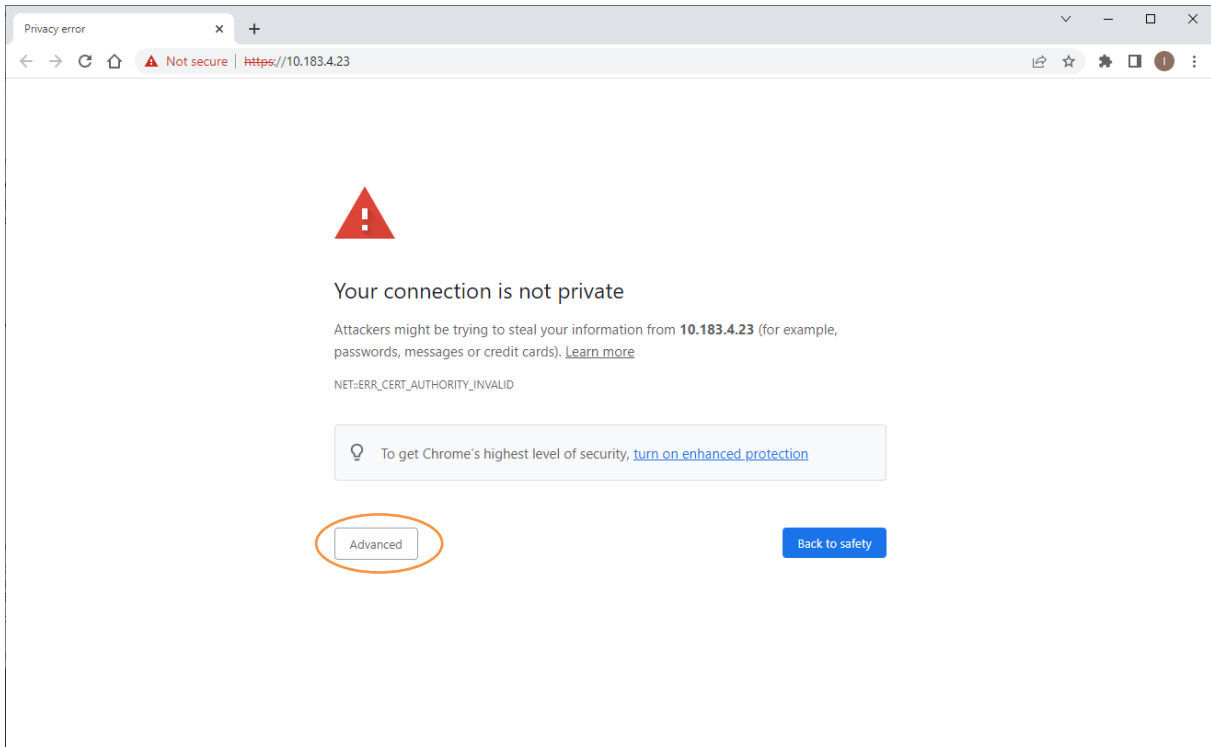 Privacy error
Not secure https://10.183.4.23
I
Your connection is not private
Attackers might be trying to steal your information from 10.183.4.23 (for example,
passwords, messages or credit cards). Learn more
NET::ERR_CERT_AUTHORITY_INVALID
To get Chrome's highest level of security, turn on enhanced protection
Advanced
Back to safety